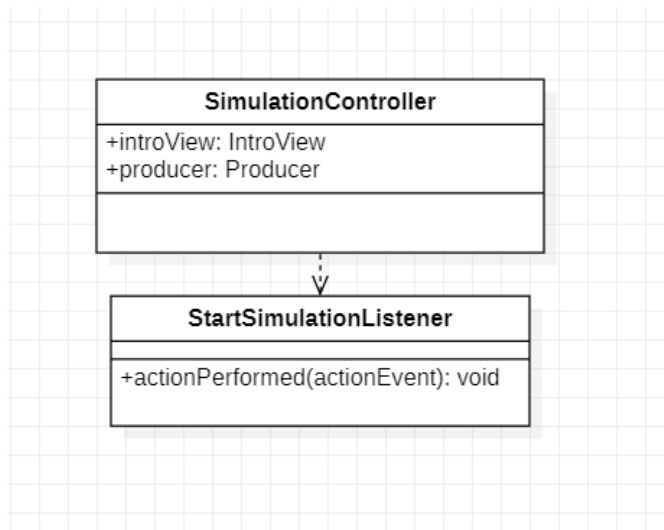 SimulationController
+introView: IntroView
+producer: Producer
StartSimulationListener
+actionPerformed(actionEvent): void